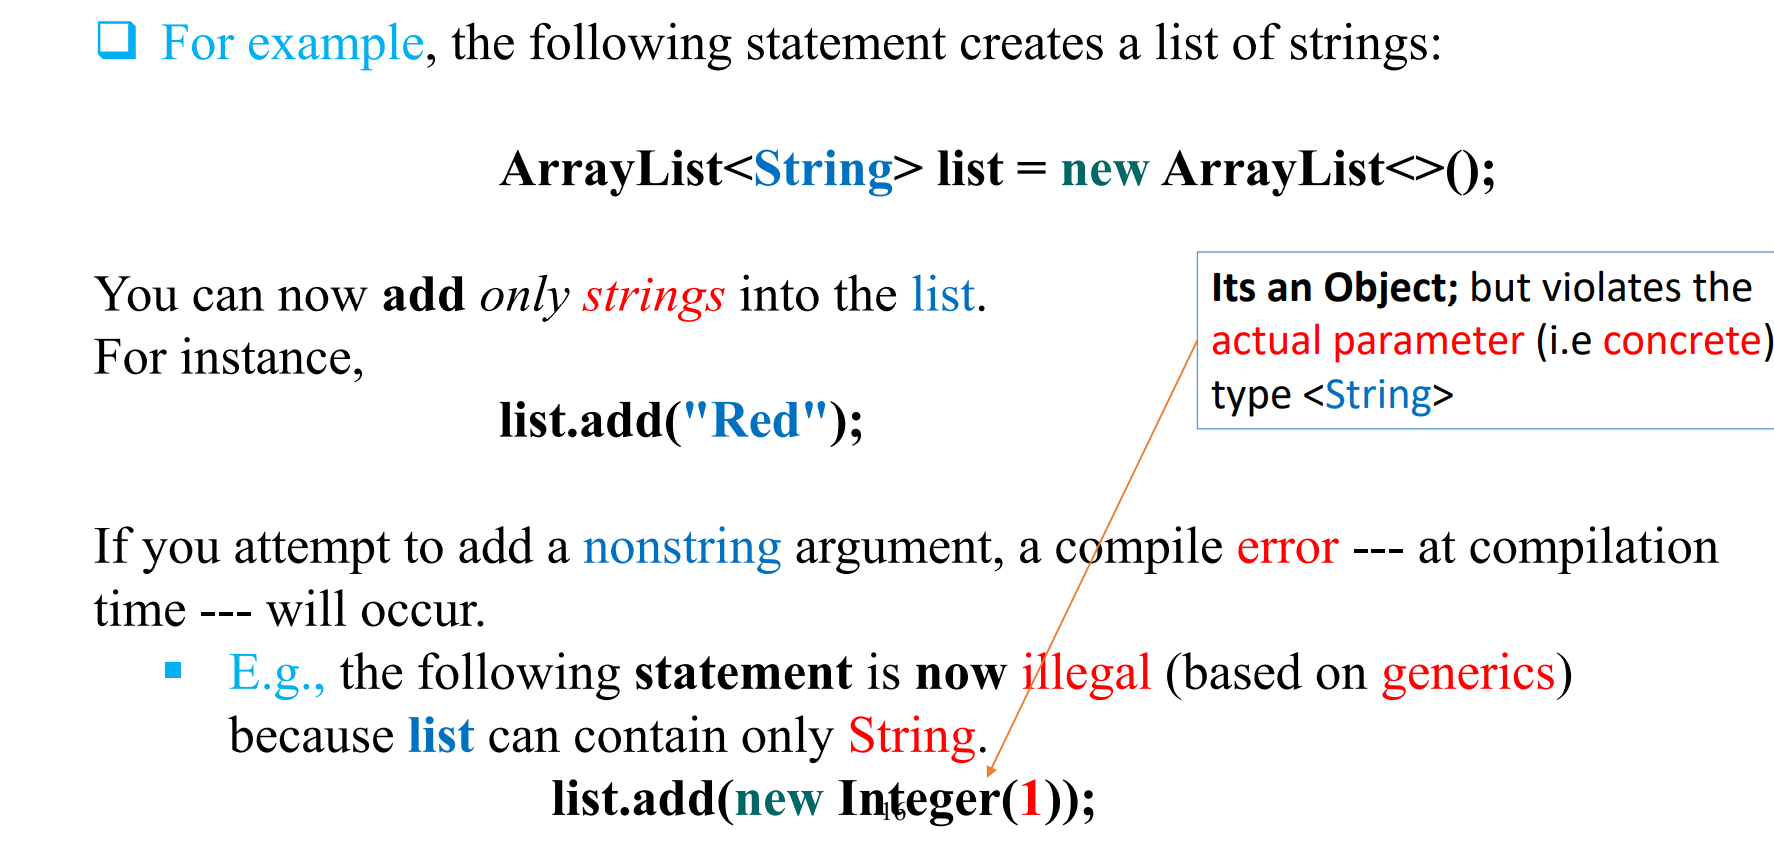 For example, the following statement creates a list of strings:
ArrayList<String> list = new ArrayList<>();
You can now add only strings into the list.
For instance,
list.add("Red");
Its an Object; but violates the
actual parameter (i.e concrete)
type <String>
If you attempt to add a nonstring argument, a compile error --- at compilation
time --- will occur.
E.g., the following statement is now illegal (based on generics)
because list can contain only String.
list.add(new Integer(1));
16